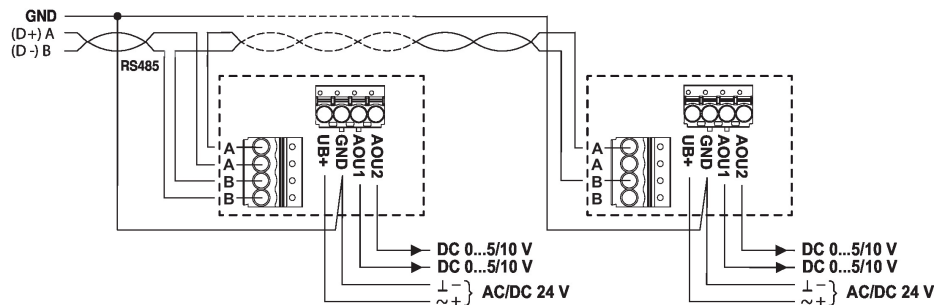 GND
(D+) A
(D -) B
RS485
A
A
B
B
UB+
GND
AOU1
AOU2
DC 0...5/10 V
DC 0...5/10 V
⊥ −
~ +
} AC/DC 24 V
A
A
B
B
UB+
GND
AOU1
AOU2
DC 0...5/10 V
DC 0...5/10 V
⊥ −
~ +
} AC/DC 24 V